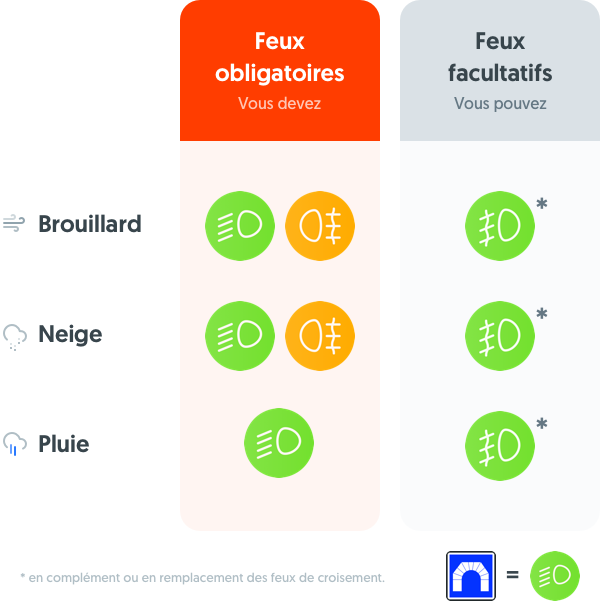 Feux
obligatoires
Vous devez
Feux
facultatifs
Vous pouvez
Brouillard
*
Neige
*
Pluie
*
* en complément ou en remplacement des feux de croisement.
=